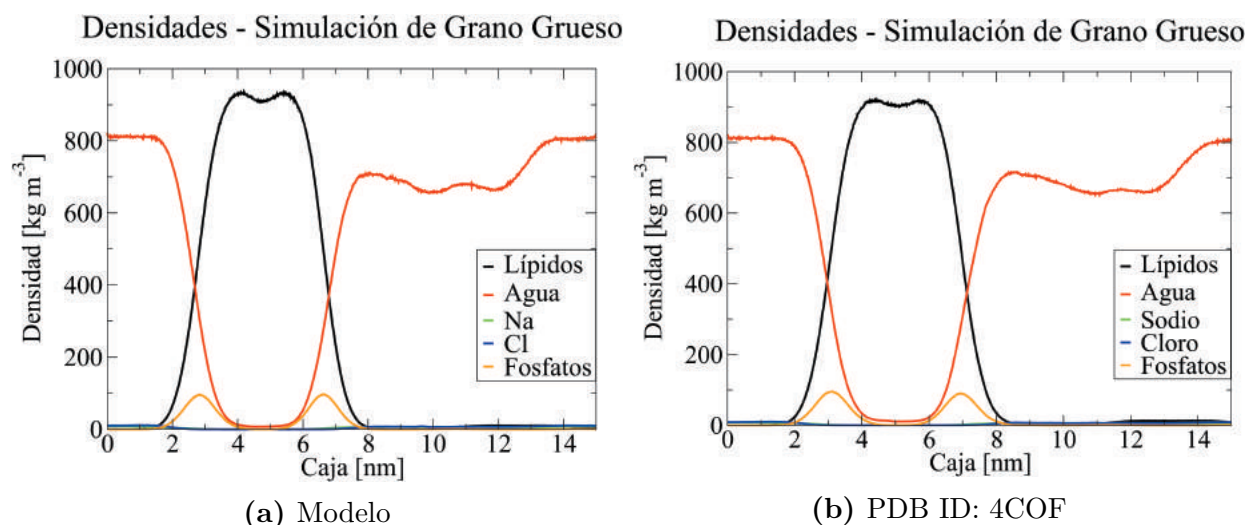 Densidades - Simulación de Grano Grueso
Densidad [kg m-3]
1000
800
600
400
200
0
0 2 4 6 8 10 12 14
Caja [nm]
Lípidos
Agua
Na
Cl
Fosfatos
(a) Modelo
Densidades - Simulación de Grano Grueso
Densidad [kg m-3]
1000
800
600
400
200
0
0 2 4 6 8 10 12 14
Caja [nm]
Lípidos
Agua
Sodio
Cloro
Fosfatos
(b) PDB ID: 4COF